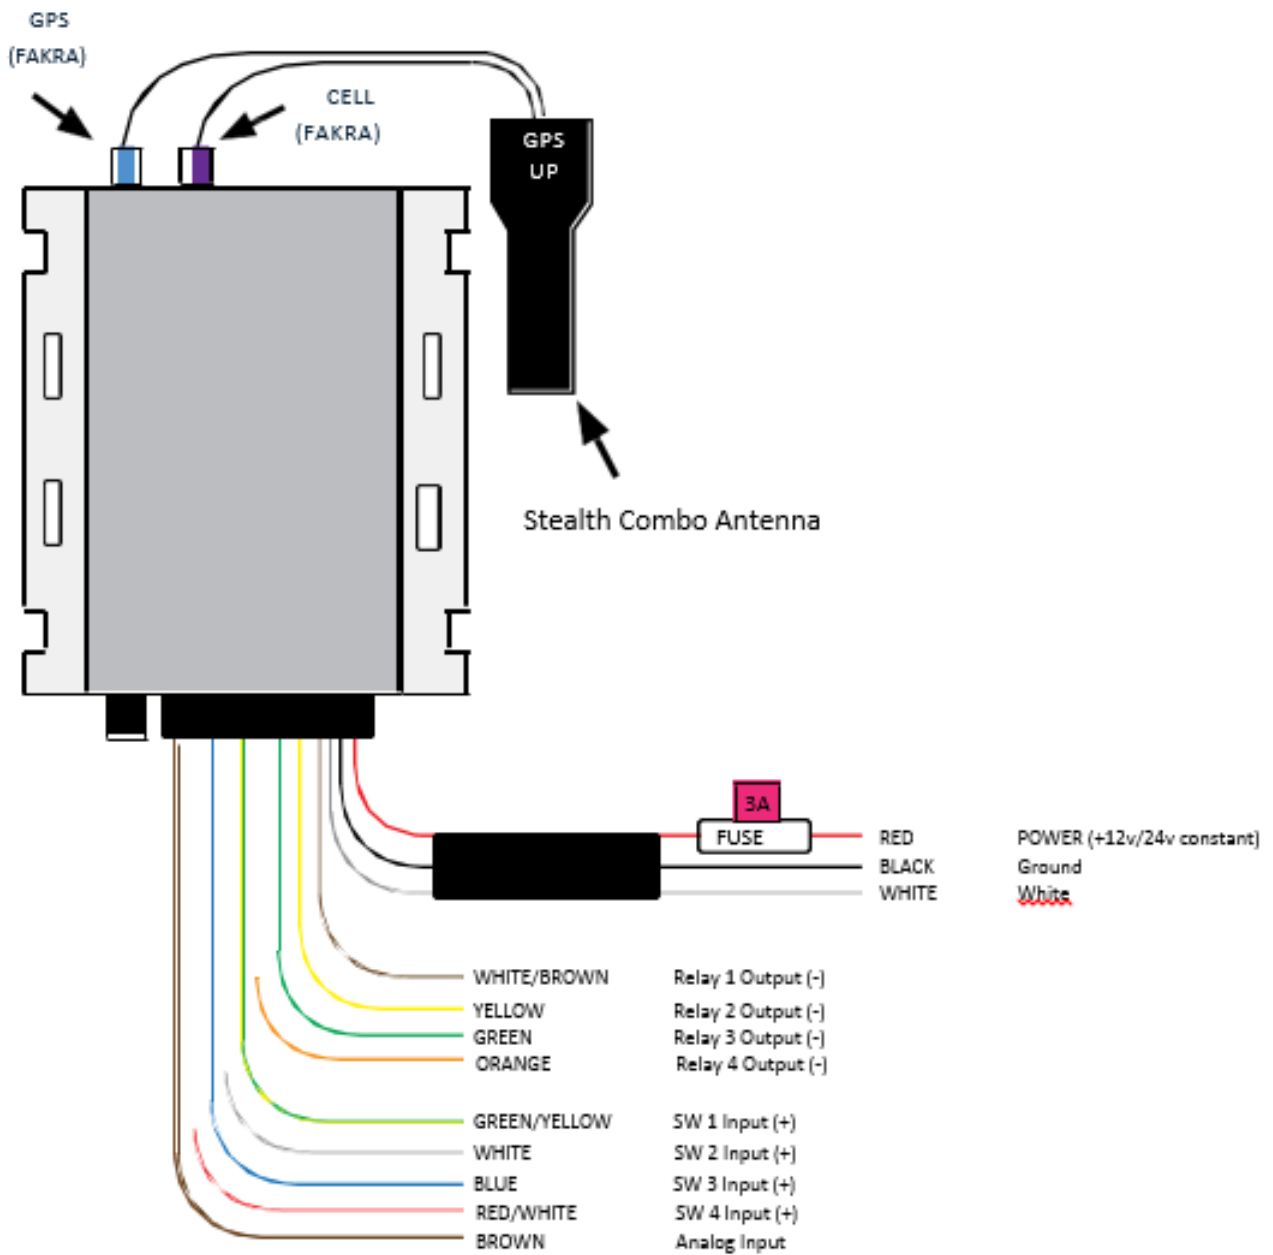 GPS
(FAKRA)
CELL
(FAKRA)
GPS
UP
Stealth Combo Antenna
3A
FUSE
RED POWER (+12v/24v constant)
BLACK Ground
WHITE White
WHITE/BROWN Relay 1 Output (-)
YELLOW Relay 2 Output (-)
GREEN Relay 3 Output (-)
ORANGE Relay 4 Output (-)
GREEN/YELLOW SW 1 Input (+)
WHITE SW 2 Input (+)
BLUE SW 3 Input (+)
RED/WHITE SW 4 Input (+)
BROWN Analog Input